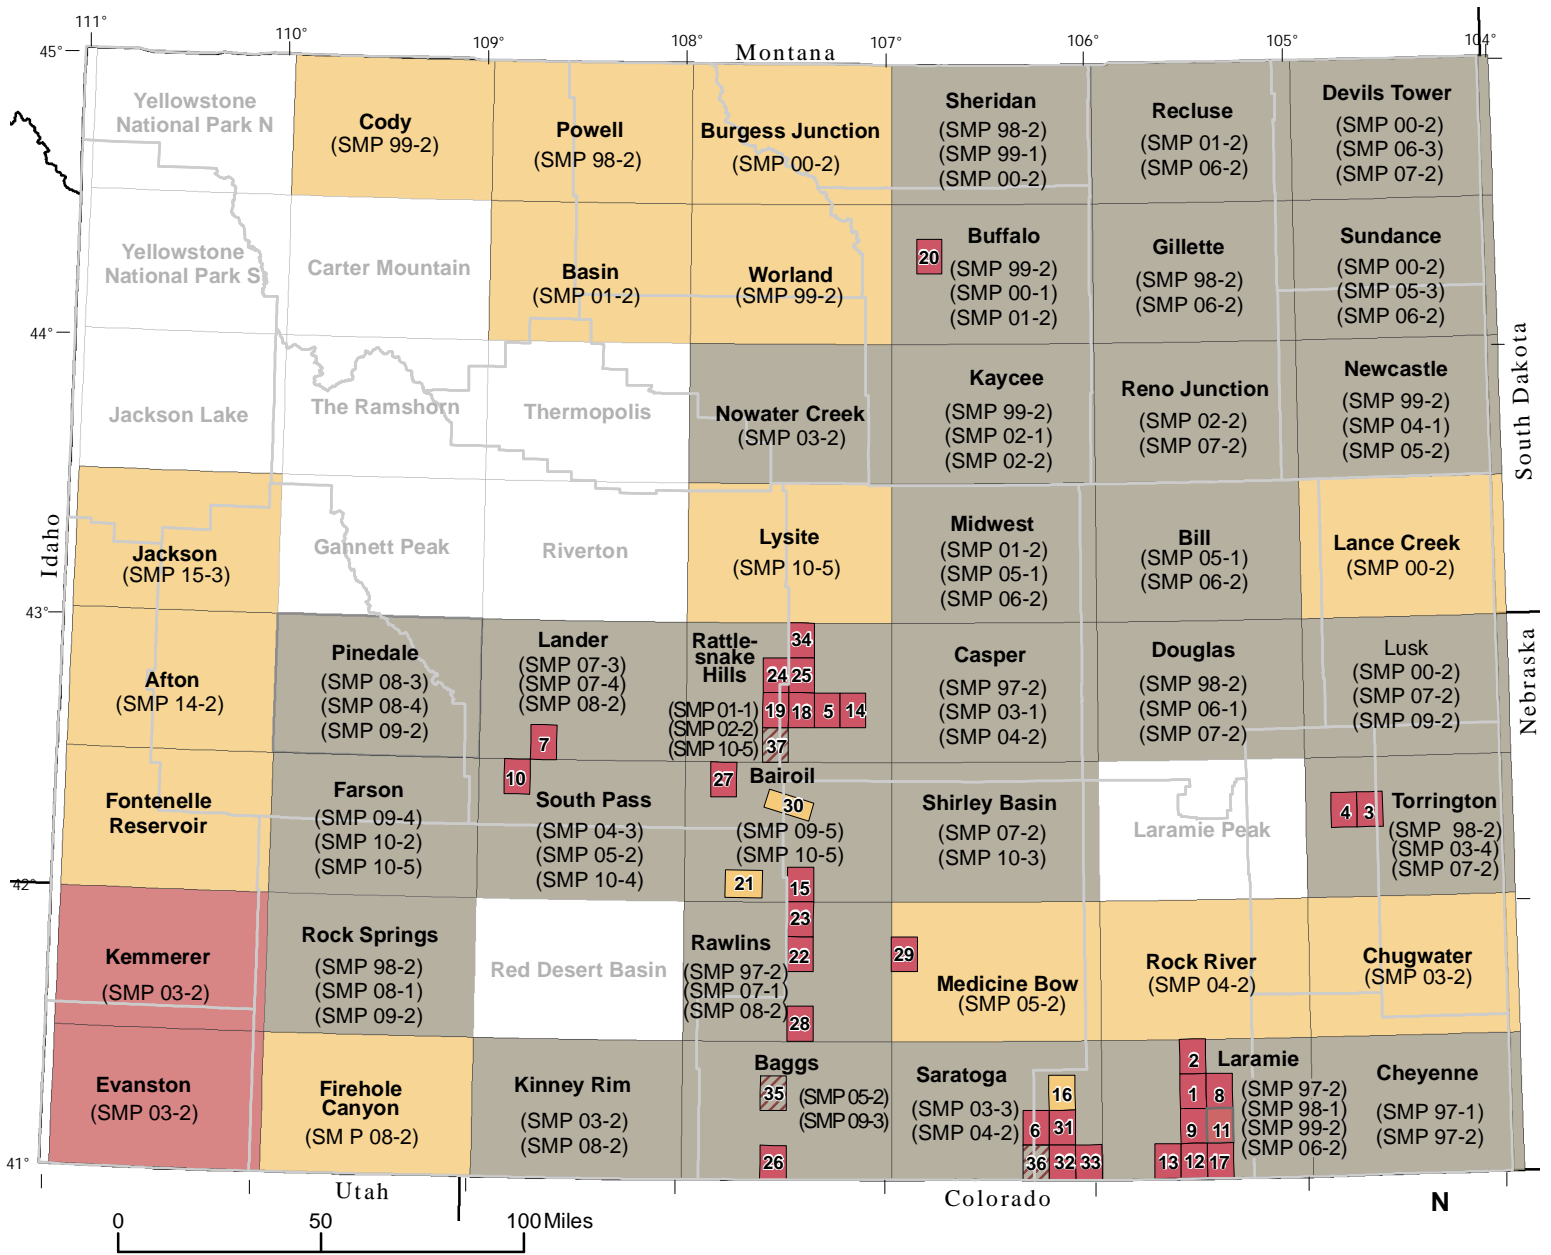 111°
110°
109°
108°
107°
106°
105°
104°
Montana
45°
Yellowstone
National Park N
Cody
(SMP 99-2)
Powell
(SMP 98-2)
Burgess Junction
(SMP 00-2)
Sheridan
(SMP 98-2)
(SMP 99-1)
(SMP 00-2)
Recluse
(SMP 01-2)
(SMP 06-2)
Devils Tower
(SMP 00-2)
(SMP 06-3)
(SMP 07-2)
Yellowstone
National Park S
Carter Mountain
Basin
(SMP 01-2)
Worland
(SMP 99-2)
20
Buffalo
(SMP 99-2)
(SMP 00-1)
(SMP 01-2)
Gillette
(SMP 98-2)
(SMP 06-2)
Sundance
(SMP 00-2)
(SMP 05-3)
(SMP 06-2)
44°
Jackson Lake
The Ramshorn
Thermopolis
Nowater Creek
(SMP 03-2)
Kaycee
(SMP 99-2)
(SMP 02-1)
(SMP 02-2)
Reno Junction
(SMP 02-2)
(SMP 07-2)
Newcastle
(SMP 99-2)
(SMP 04-1)
(SMP 05-2)
South Dakota
Idaho
Jackson
(SMP 15-3)
Gannett Peak
Riverton
Lysite
(SMP 10-5)
Midwest
(SMP 01-2)
(SMP 05-1)
(SMP 06-2)
Bill
(SMP 05-1)
(SMP 06-2)
Lance Creek
(SMP 00-2)
43°
Afton
(SMP 14-2)
Pinedale
(SMP 08-3)
(SMP 08-4)
(SMP 09-2)
Lander
(SMP 07-3)
(SMP 07-4)
(SMP 08-2)
7
Rattle-
snake
Hills
(SMP 01-1)
(SMP 02-2)
(SMP 10-5)
34
24 25
19 18 5 14
37
Casper
(SMP 97-2)
(SMP 03-1)
(SMP 04-2)
Douglas
(SMP 98-2)
(SMP 06-1)
(SMP 07-2)
Lusk
(SMP 00-2)
(SMP 07-2)
(SMP 09-2)
Nebraska
Fontenelle
Reservoir
Farson
(SMP 09-4)
(SMP 10-2)
(SMP 10-5)
10
South Pass
(SMP 04-3)
(SMP 05-2)
(SMP 10-4)
27
Bairoil
30
(SMP 09-5)
(SMP 10-5)
21
15
Shirley Basin
(SMP 07-2)
(SMP 10-3)
Laramie Peak
4 3
Torrington
(SMP 98-2)
(SMP 03-4)
(SMP 07-2)
42°
Kemmerer
(SMP 03-2)
Rock Springs
(SMP 98-2)
(SMP 08-1)
(SMP 09-2)
Red Desert Basin
Rawlins
(SMP 97-2)
(SMP 07-1)
(SMP 08-2)
23
22
28
29
Medicine Bow
(SMP 05-2)
Rock River
(SMP 04-2)
Chugwater
(SMP 03-2)
Evanston
(SMP 03-2)
Firehole
Canyon
(SM P 08-2)
Kinney Rim
(SMP 03-2)
(SMP 08-2)
Baggs
35
(SMP 05-2)
(SMP 09-3)
26
Saratoga
(SMP 03-3)
(SMP 04-2)
16
6 31
36 32 33
2
1 8
9 11
13 12 17
Laramie
(SMP 97-2)
(SMP 98-1)
(SMP 99-2)
(SMP 06-2)
Cheyenne
(SMP 97-1)
(SMP 97-2)
41°
Utah
Colorado
N
0 50 100 Miles